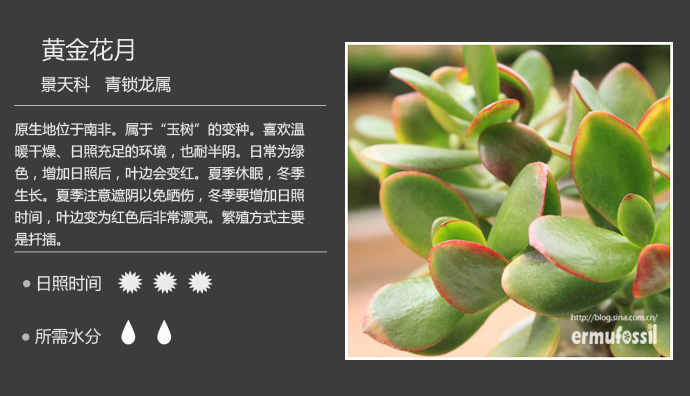 黄金花月
景天科 青锁龙属
原生地位于南非。属于“玉树”的变种。喜欢温
暖干燥、日照充足的环境，也耐半阴。日常为绿
色，增加日照后，叶边会变红。夏季休眠，冬季
生长。夏季注意遮阴以免晒伤，冬季要增加日照
时间，叶边变为红色后非常漂亮。繁殖方式主要
是扦插。
日照时间
所需水分
http://blog.sina.com.cn/
ermufossil